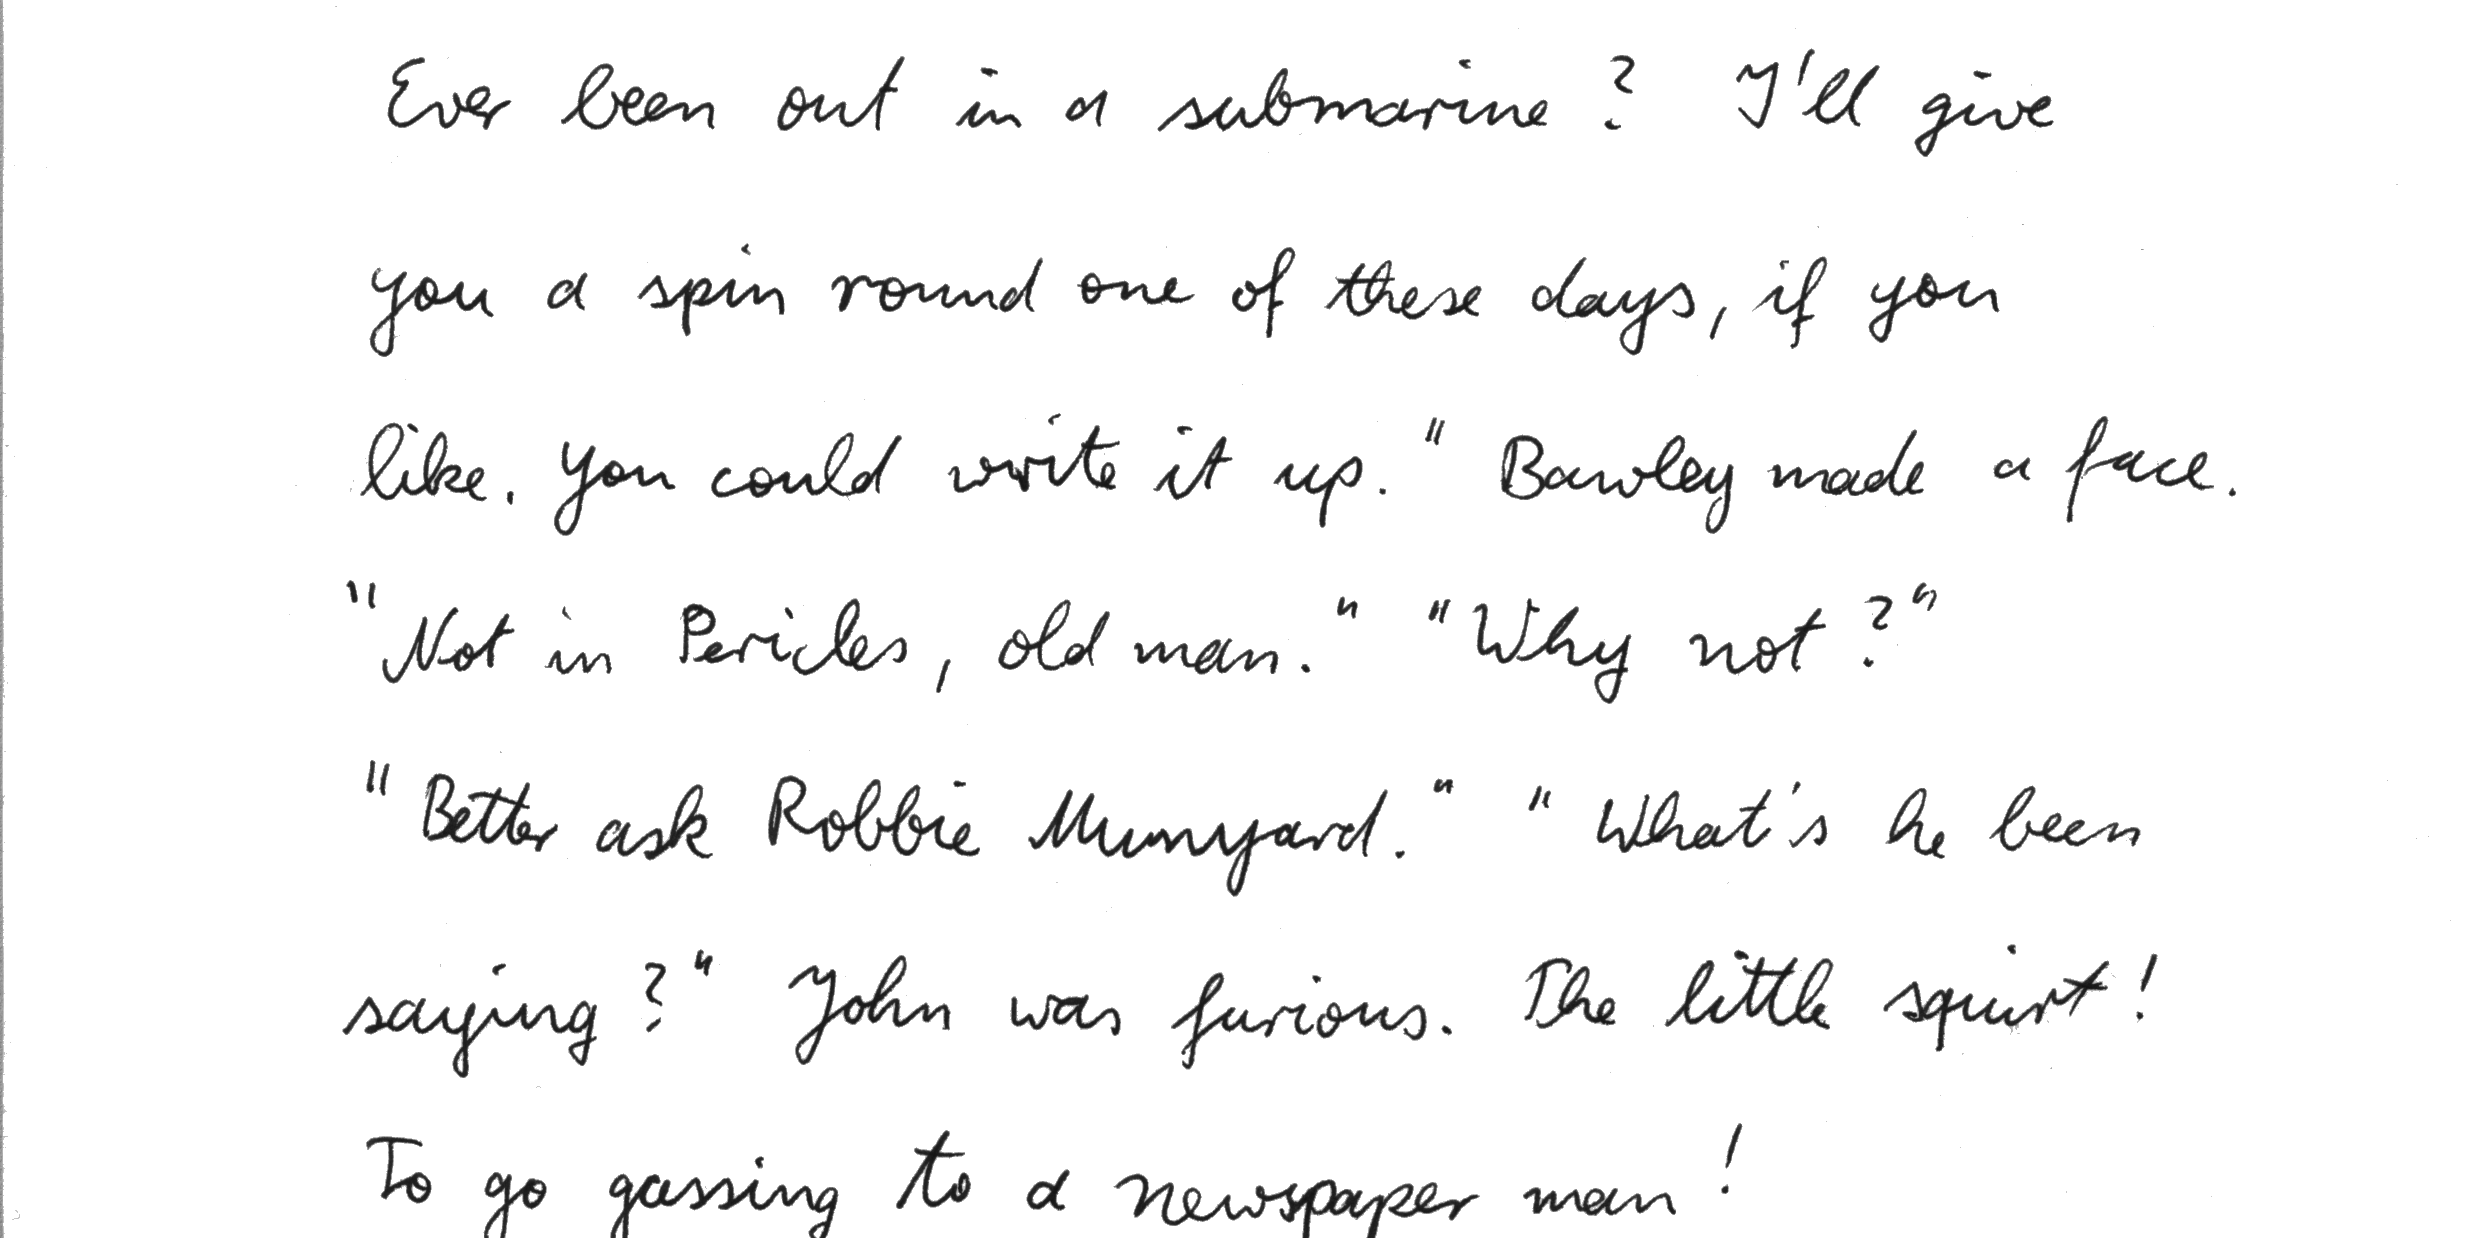 Ever been out in a submarine? I'll give
you a spin round one of these days, if you
like. You could write it up." Bawley made a face.
"Not in Pericles, old man." "Why not?"
"Better ask Robbie Munyard." "What's he been
saying?" John was furious. The little squirt!
To go gassing to a newspaper man!